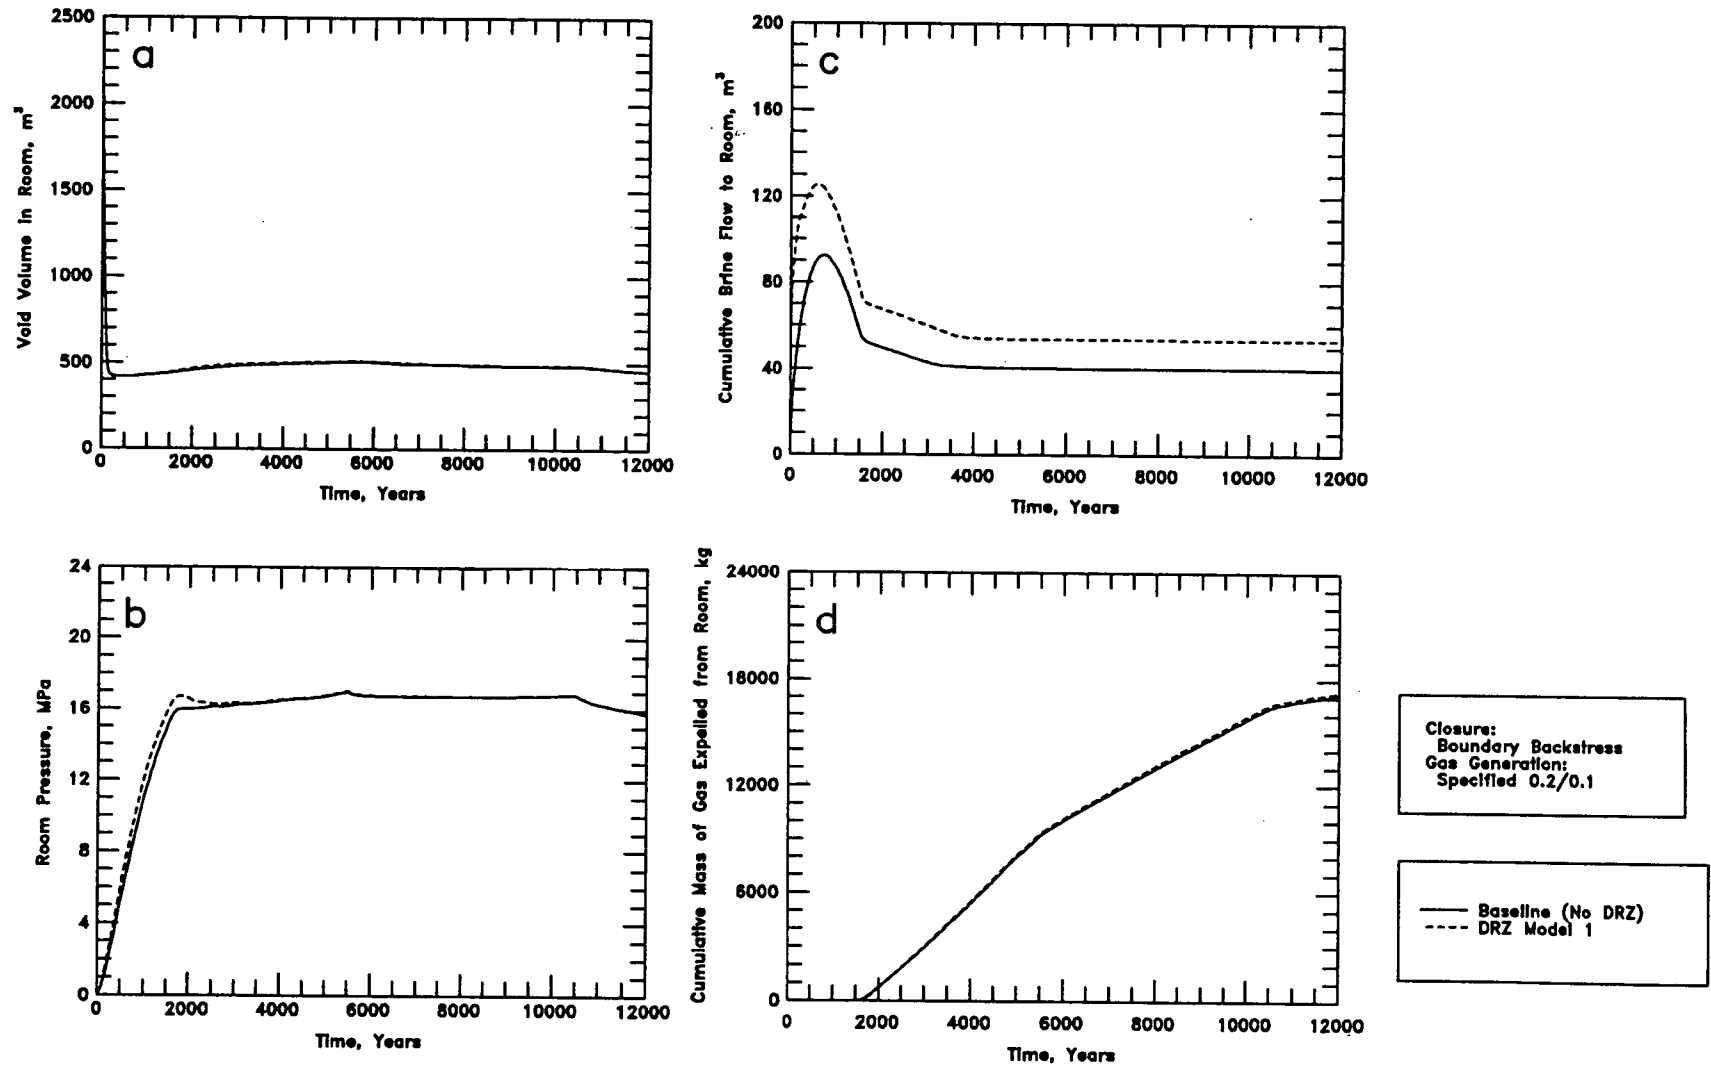 a
2500
2000
1500
1000
500
0
0 2000 4000 6000 8000 10000 12000
Void Volume in Room, m³
Time, Years
c
200
160
120
80
40
0
0 2000 4000 6000 8000 10000 12000
Cumulative Brine Flow to Room, m³
Time, Years
b
24
20
16
12
8
4
0
0 2000 4000 6000 8000 10000 12000
Room Pressure, MPa
Time, Years
d
24000
18000
12000
6000
0
0 2000 4000 6000 8000 10000 12000
Cumulative Mass of Gas Expelled from Room, kg
Time, Years
Closure:
Boundary Backstress
Gas Generation:
Specified 0.2/0.1
Baseline (No DRZ)
DRZ Model 1